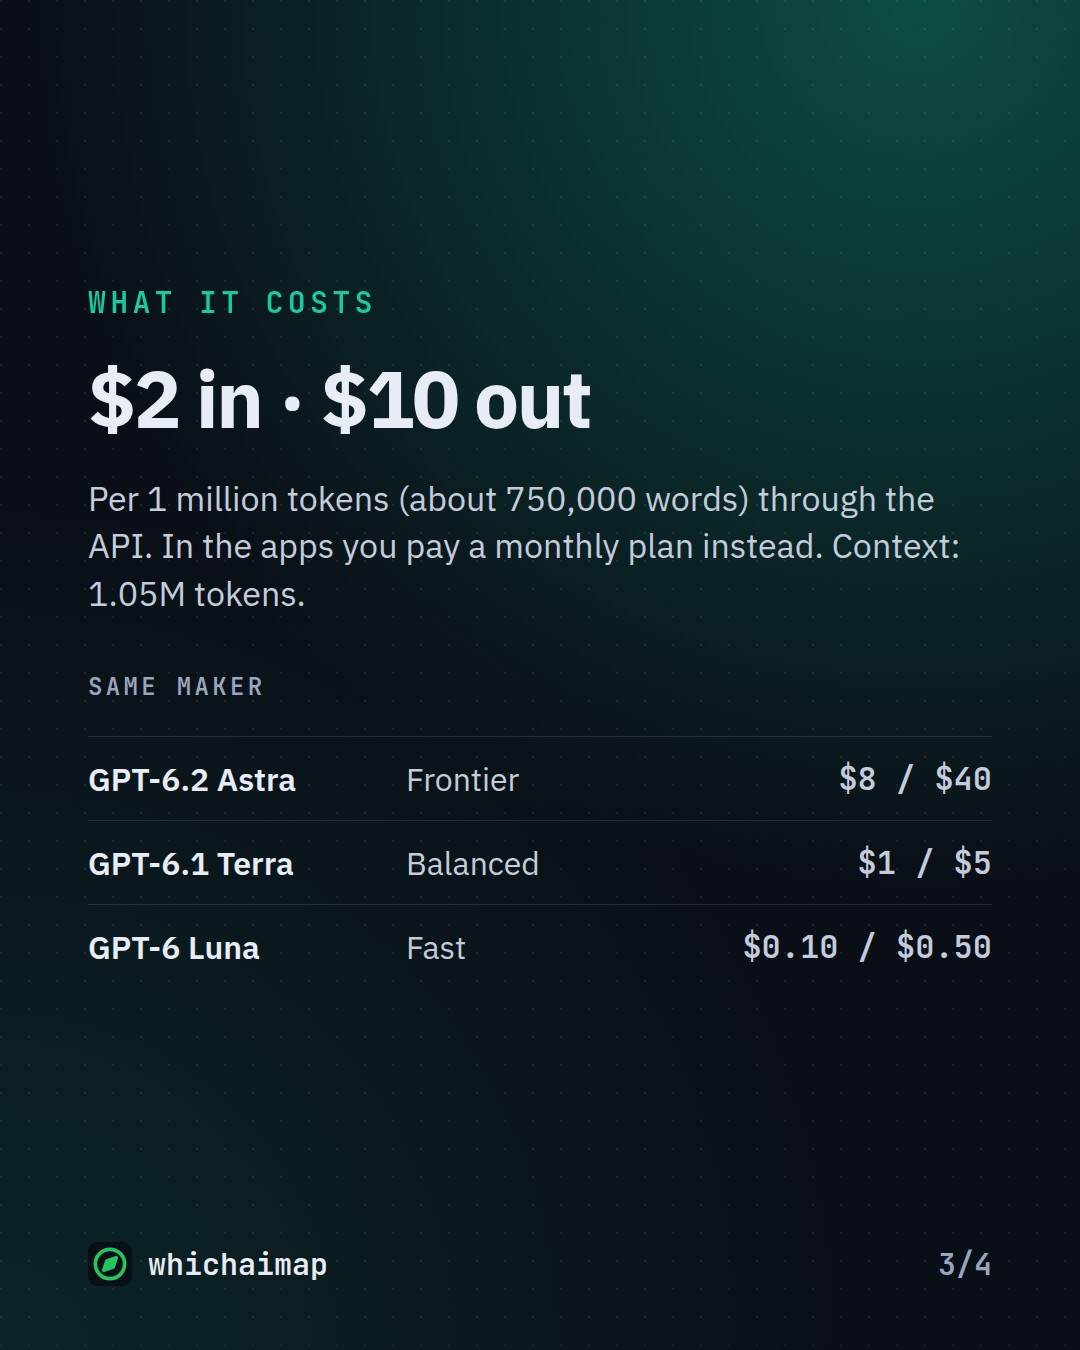 WHAT IT COSTS
$2 in · $10 out
Per 1 million tokens (about 750,000 words) through the
API. In the apps you pay a monthly plan instead. Context:
1.05M tokens.
SAME MAKER
GPT-6.2 Astra Frontier $8 / $40
GPT-6.1 Terra Balanced $1 / $5
GPT-6 Luna Fast $0.10 / $0.50
whichaimap 3/4